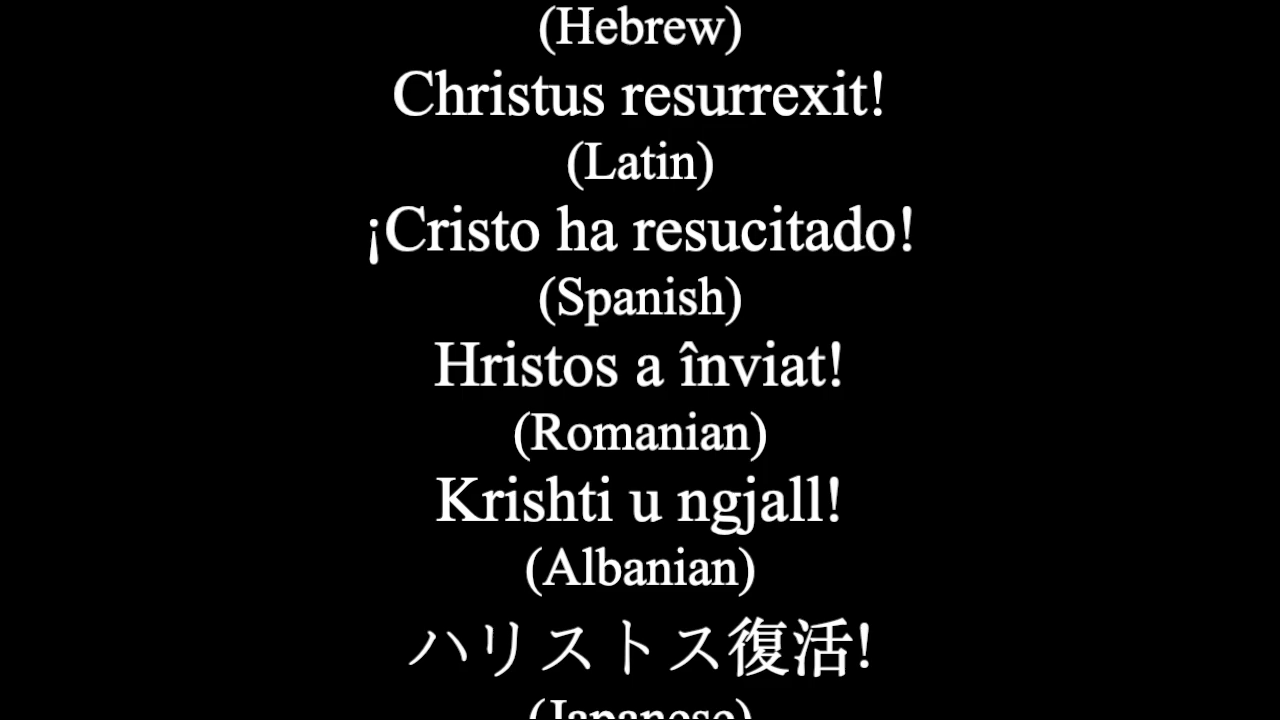 (Hebrew)
Christus resurrexit!
(Latin)
¡Cristo ha resucitado!
(Spanish)
Hristos a înviat!
(Romanian)
Krishti u ngjall!
(Albanian)
ハリストス復活!
(Japanese)